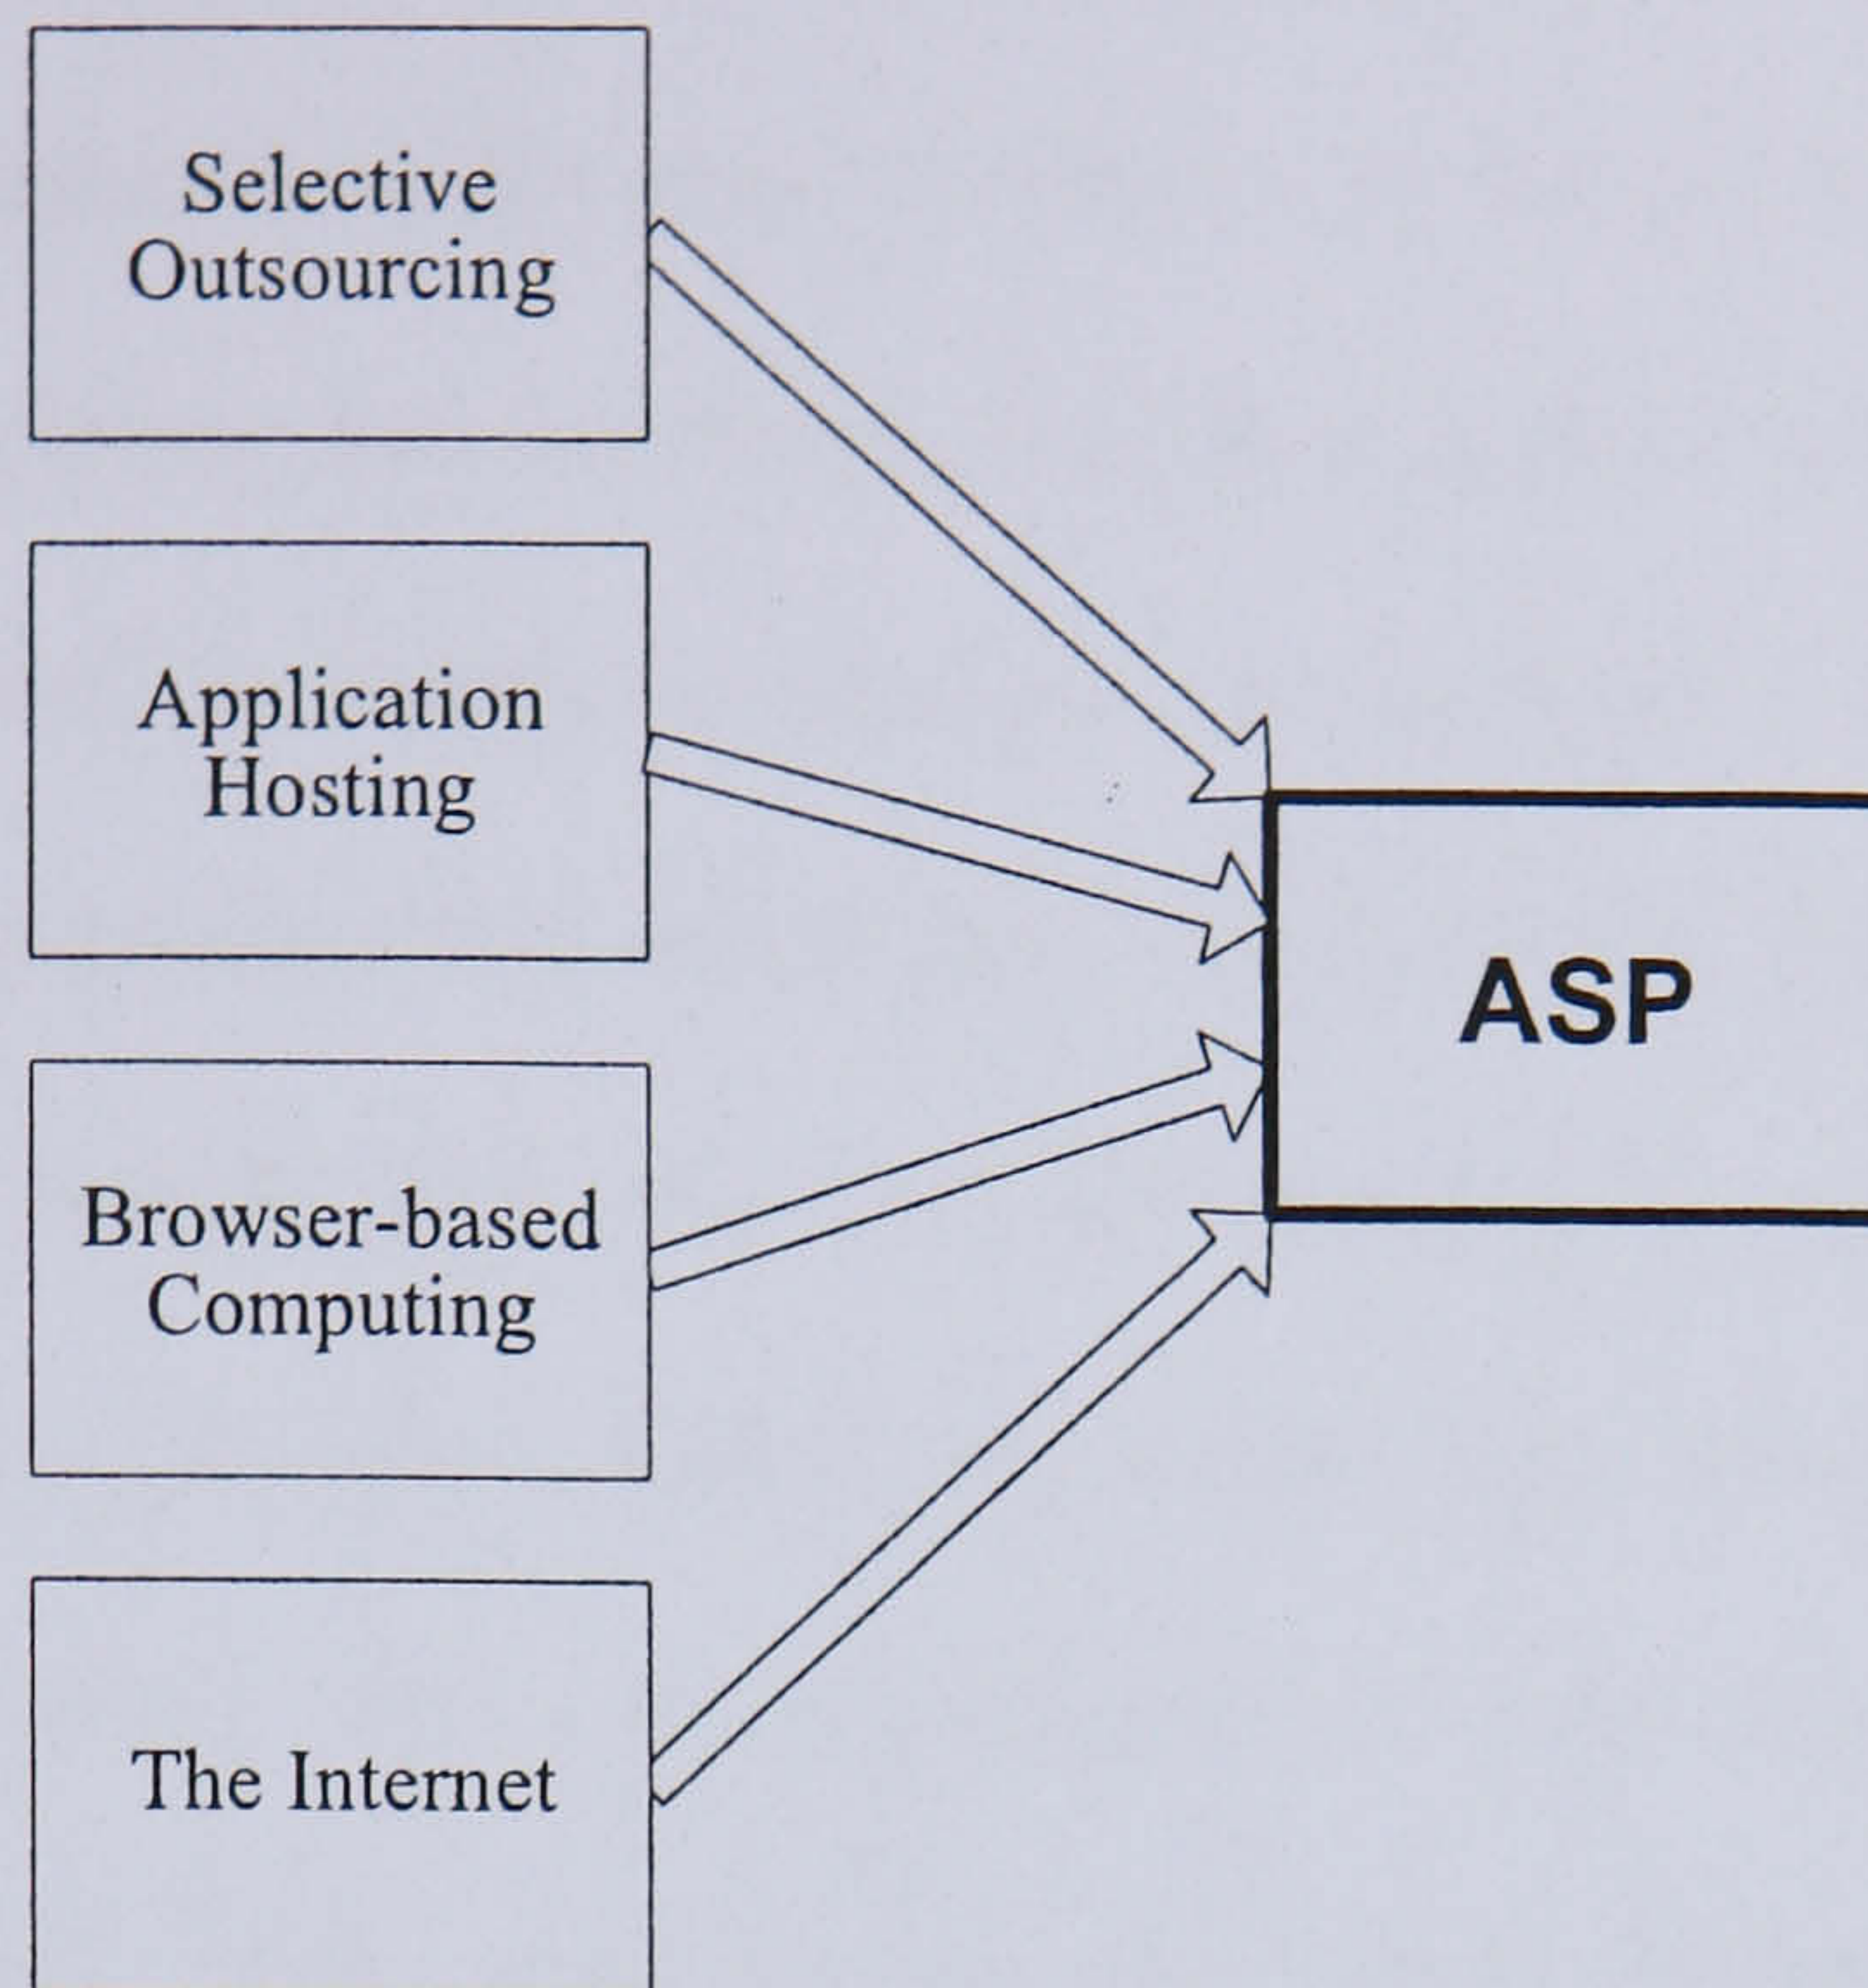 Selective
Outsourcing
Application
Hosting
ASP
Browser-based
Computing
The Internet